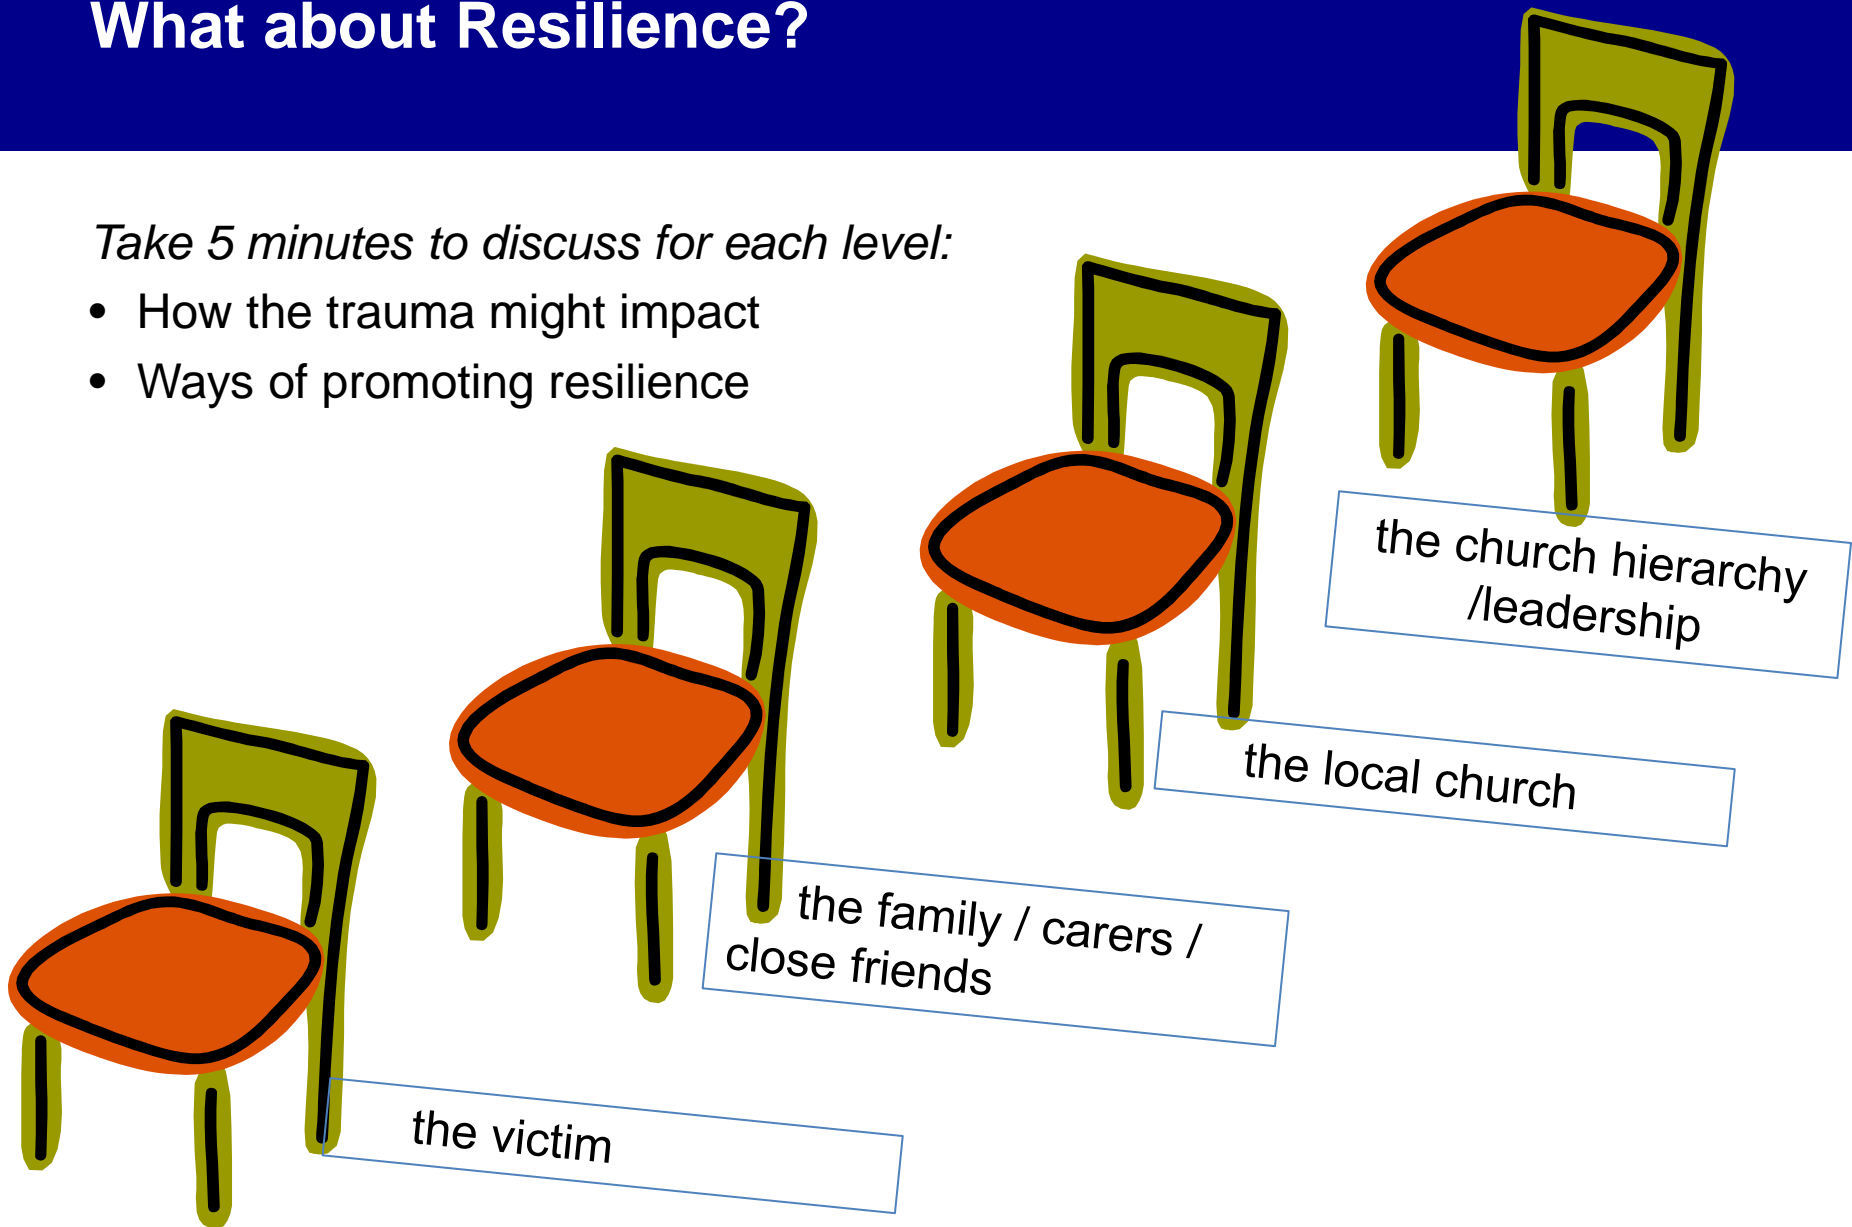 What about Resilience?
Take 5 minutes to discuss for each level:
• How the trauma might impact
• Ways of promoting resilience
the church hierarchy
/leadership
the local church
the family / carers /
close friends
the victim